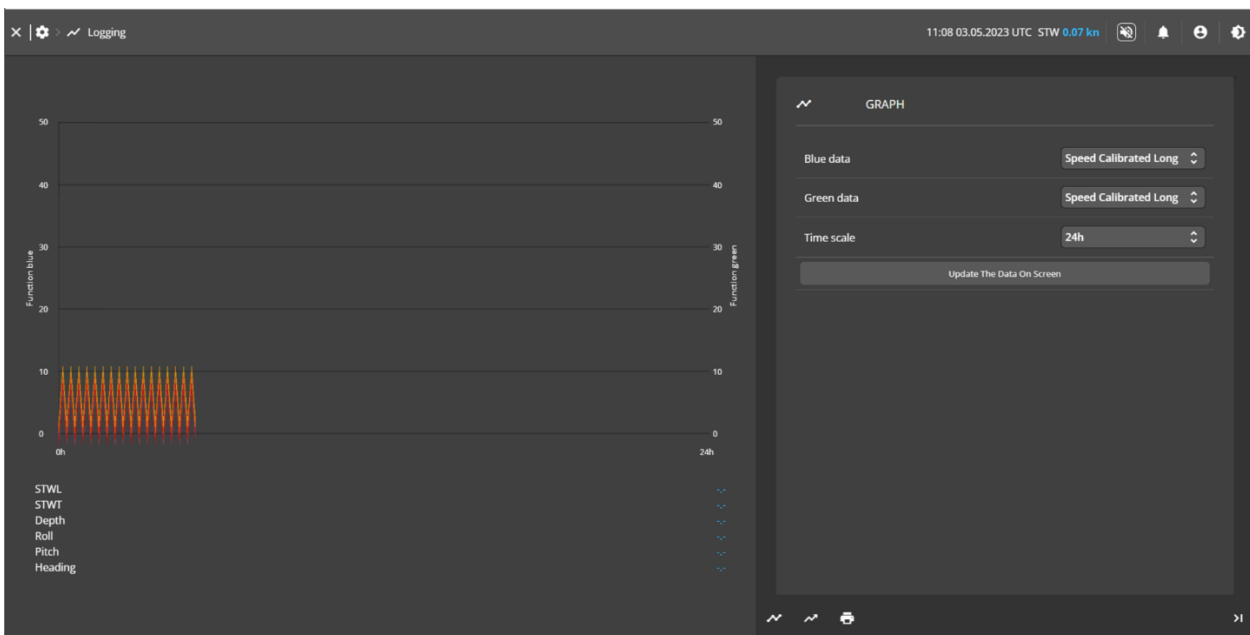 Logging
11:08 03.05.2023 UTC STW 0.07 kn
50
40
30
20
10
0
Function blue
50
40
30
20
10
0
Function green
0h
24h
STWL -.-
STWT -.-
Depth -.-
Roll -.-
Pitch -.-
Heading -.-
GRAPH
Blue data Speed Calibrated Long
Green data Speed Calibrated Long
Time scale 24h
Update The Data On Screen